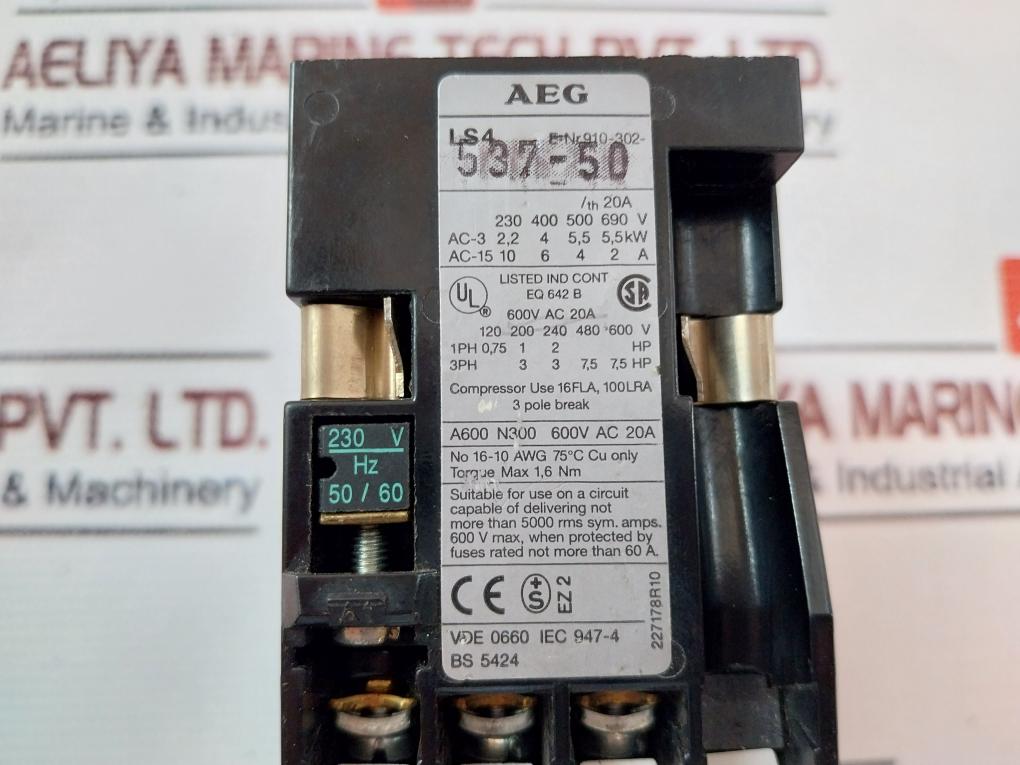 AELIYA MARINE TECH PVT. LTD.
Marine & Indus
AEG
LS4 E-Nr.910-302-
537-50
Ith 20A
230 400 500 690 V
AC-3 2,2 4 5,5 5,5kW
AC-15 10 6 4 2 A
UL ® LISTED IND CONT SA
EQ 642 B
600V AC 20A
120 200 240 480 600 V
1PH 0,75 1 2 HP
3PH 3 3 7,5 7,5 HP
Compressor Use 16FLA, 100LRA
3 pole break
A600 N300 600V AC 20A
No 16-10 AWG 75°C Cu only
Torque Max 1,6 Nm
Suitable for use on a circuit
capable of delivering not
more than 5000 rms sym. amps.
600 V max, when protected by
fuses rated not more than 60 A.
CE +S EZ 2
227178R10
VDE 0660 IEC 947-4
BS 5424
230 V
Hz
50 / 60
PVT. LTD.
& Machinery
AELIYA MARIN
& Industrial